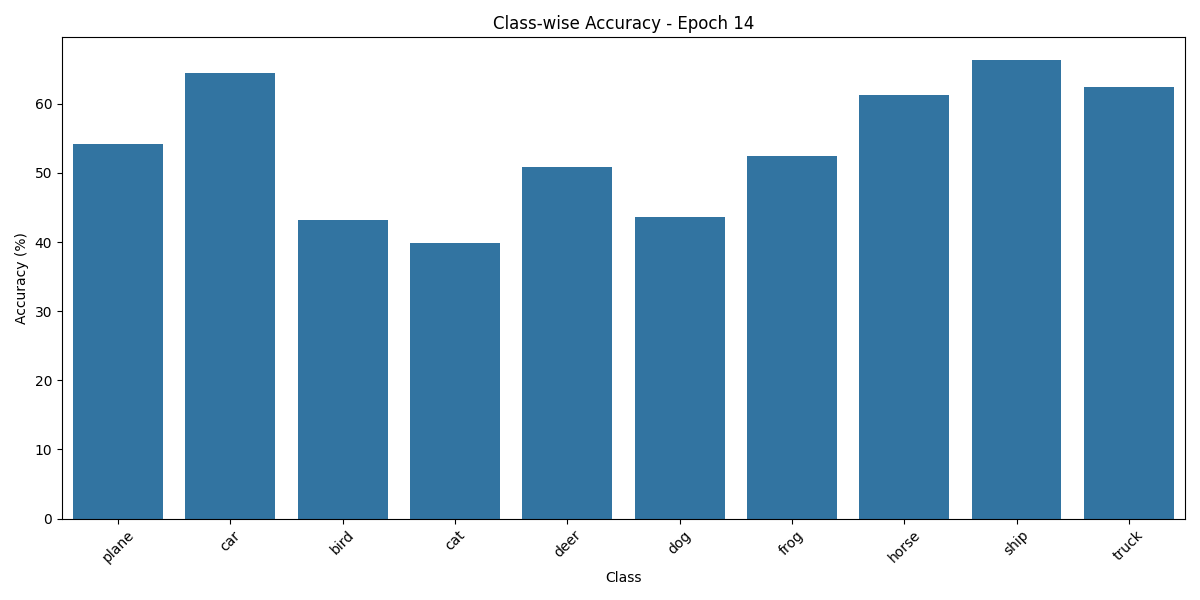 Class-wise Accuracy - Epoch 14
Accuracy (%)
60
50
40
30
20
10
0
plane
car
bird
cat
deer
dog
frog
horse
ship
truck
Class